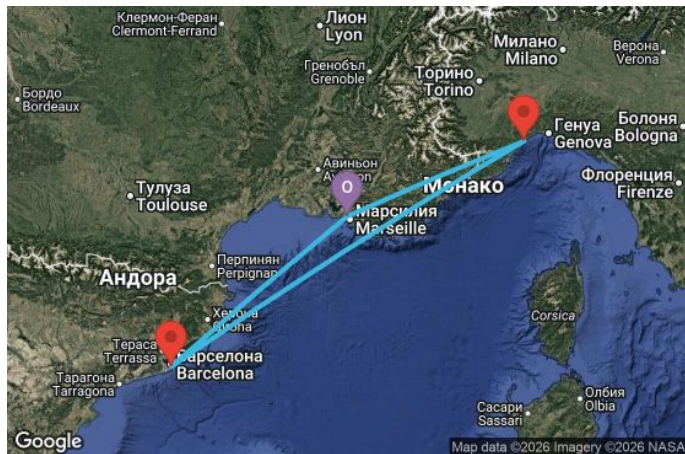 Клермон-Феран
Clermont-Ferrand
Лион
Lyon
Милано
Milano
Верона
Verona
Гренобъл
Grenoble
Торино
Torino
Бордо
Bordeaux
Генуа
Genova
Болоня
Bologna
Авиньон
Тулуза
Toulouse
Монако
Флоренция
Firenze
O
Марсилия
Marseille
Перпинян
Perpignan
Андора
Corsica
Тераса
Terrassa
Барселона
Barcelona
Тарагона
Tarragona
Олбия
Olbia
Сасари
Sassari
Google
Map data ©2026 Imagery ©2026 NASA